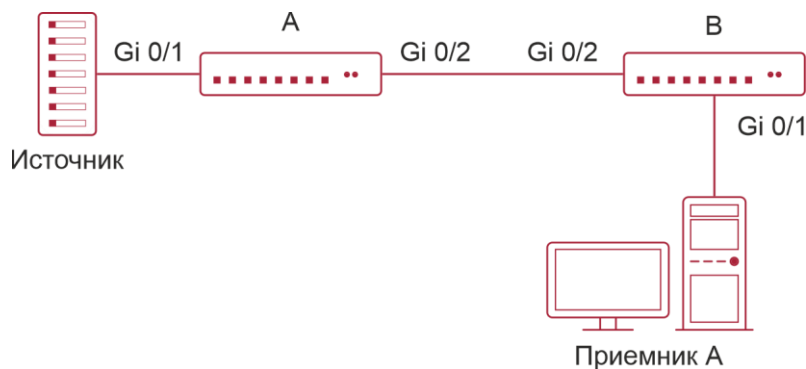 A
B
Gi 0/1
Gi 0/2
Gi 0/2
Gi 0/1
Источник
Приемник А